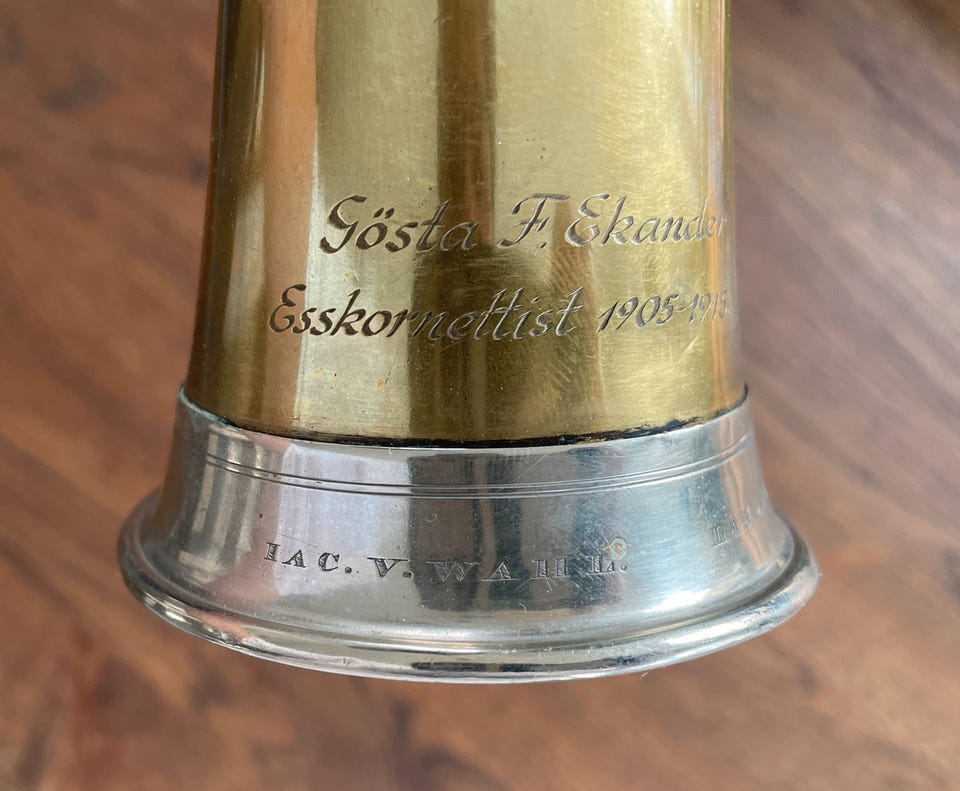 Gösta F. Ekander
Esskornettist 1905-1915
IAC. V. WAHL.